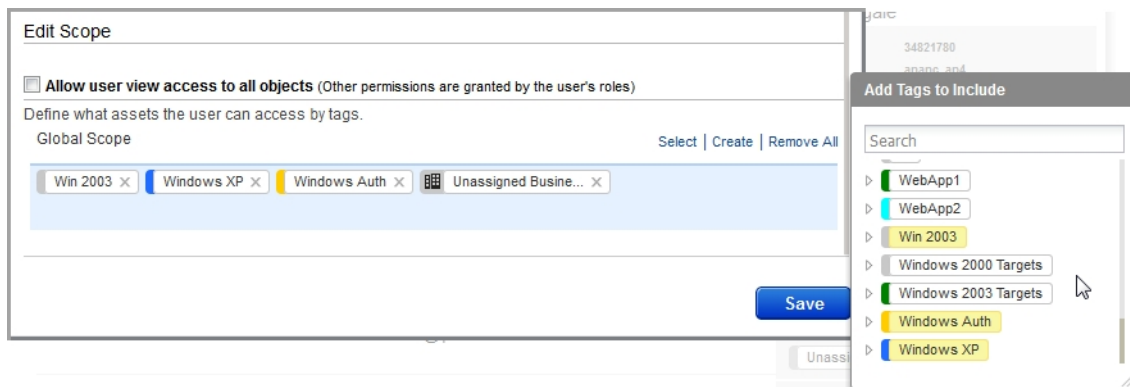 Edit Scope
Allow user view access to all objects (Other permissions are granted by the user's roles)
Define what assets the user can access by tags.
Global Scope
Select | Create | Remove All
Win 2003 Windows XP Windows Auth Unassigned Busine...
Save
34821780
Add Tags to Include
Search
WebApp1
WebApp2
Win 2003
Windows 2000 Targets
Windows 2003 Targets
Windows Auth
Windows XP
Unassi